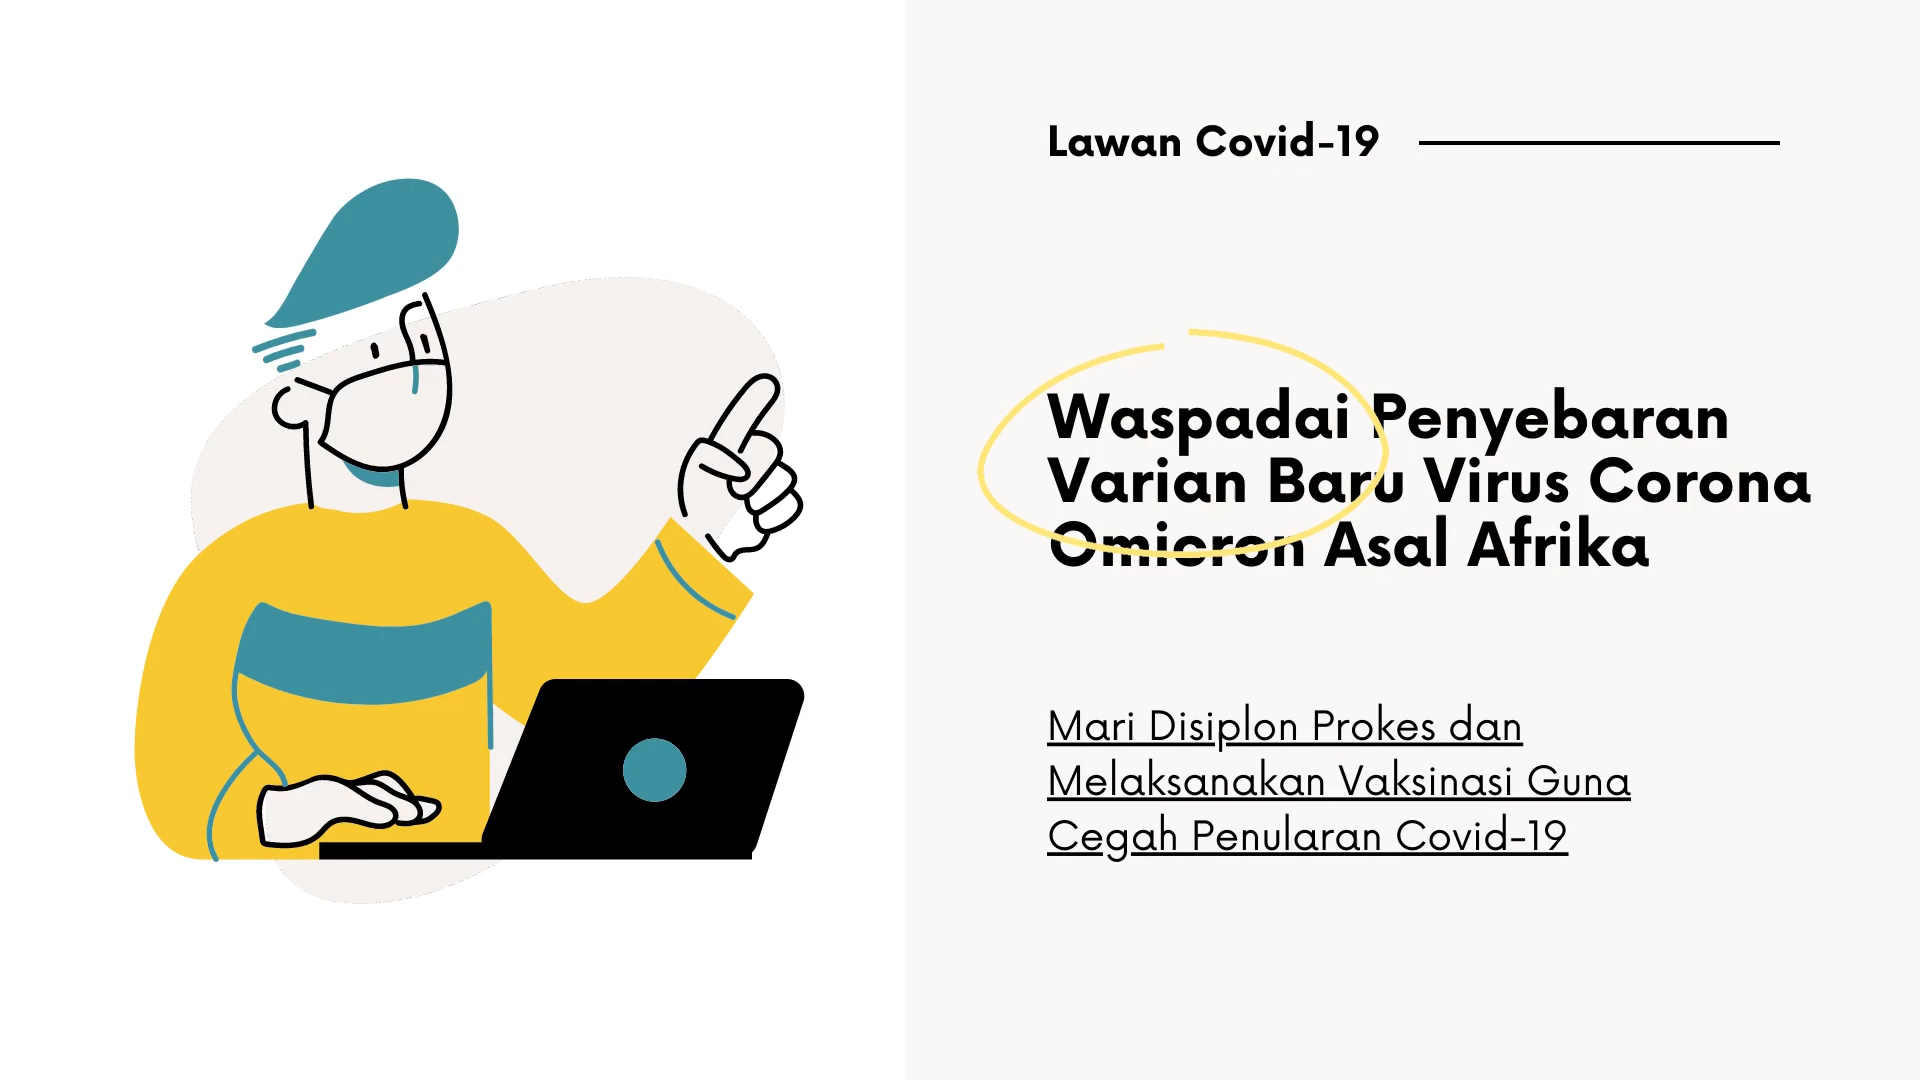 Lawan Covid-19
Waspadai Penyebaran
Varian Baru Virus Corona
Omicron Asal Afrika
Mari Disiplon Prokes dan
Melaksanakan Vaksinasi Guna
Cegah Penularan Covid-19